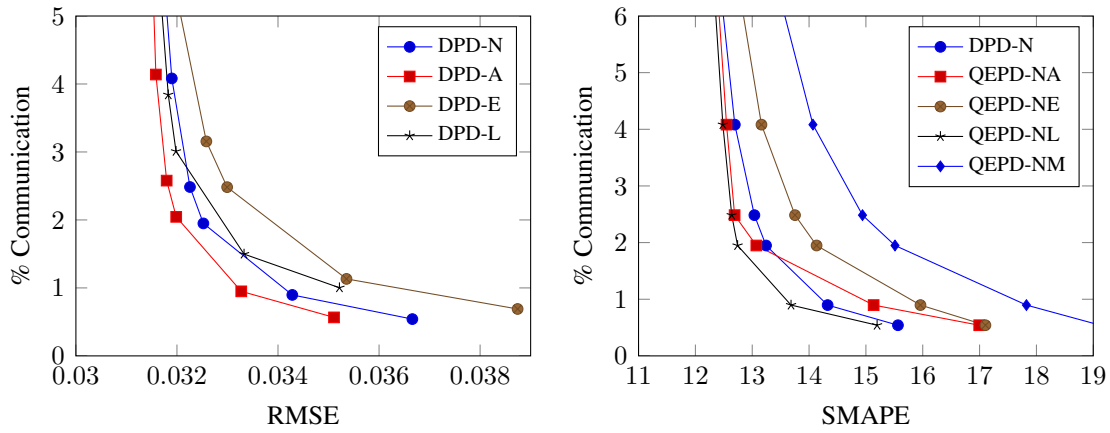 5
4
3
2
1
0
% Communication
0.03
0.032
0.034
0.036
0.038
RMSE
DPD-N
DPD-A
DPD-E
DPD-L
6
5
4
3
2
1
0
% Communication
11
12
13
14
15
16
17
18
19
SMAPE
DPD-N
QEPD-NA
QEPD-NE
QEPD-NL
QEPD-NM